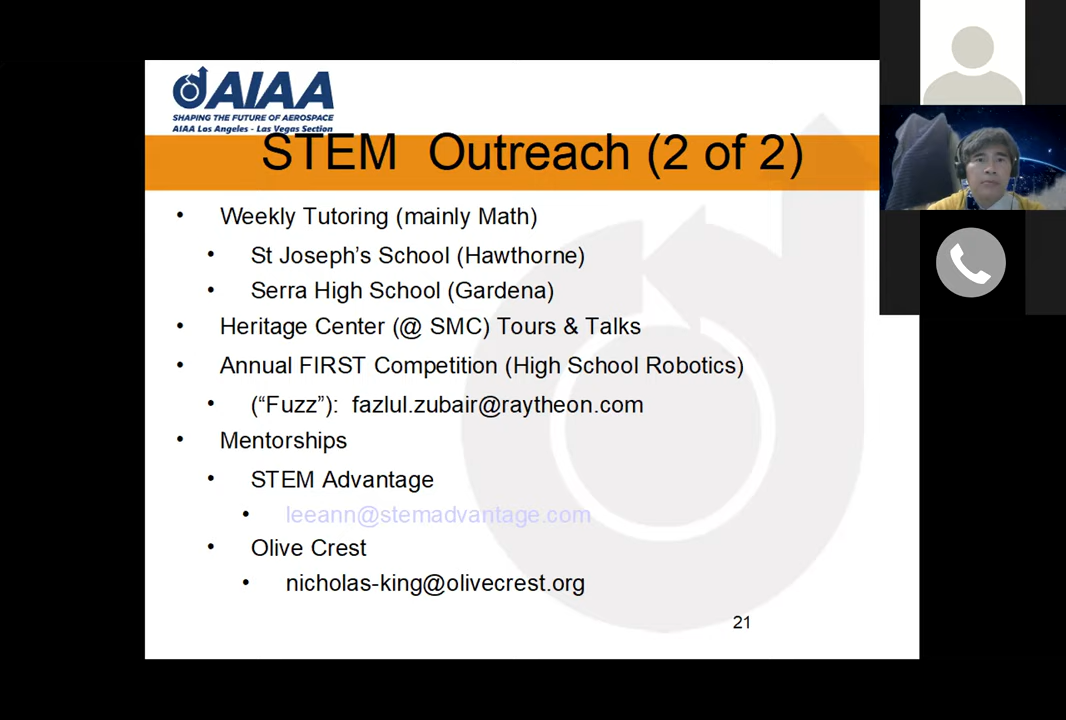 AIAA
SHAPING THE FUTURE OF AEROSPACE
AIAA Los Angeles - Las Vegas Section
STEM Outreach (2 of 2)
• Weekly Tutoring (mainly Math)
• St Joseph’s School (Hawthorne)
• Serra High School (Gardena)
• Heritage Center (@ SMC) Tours & Talks
• Annual FIRST Competition (High School Robotics)
• (“Fuzz”): fazlul.zubair@raytheon.com
• Mentorships
• STEM Advantage
• leeann@stemadvantage.com
• Olive Crest
• nicholas-king@olivecrest.org
21